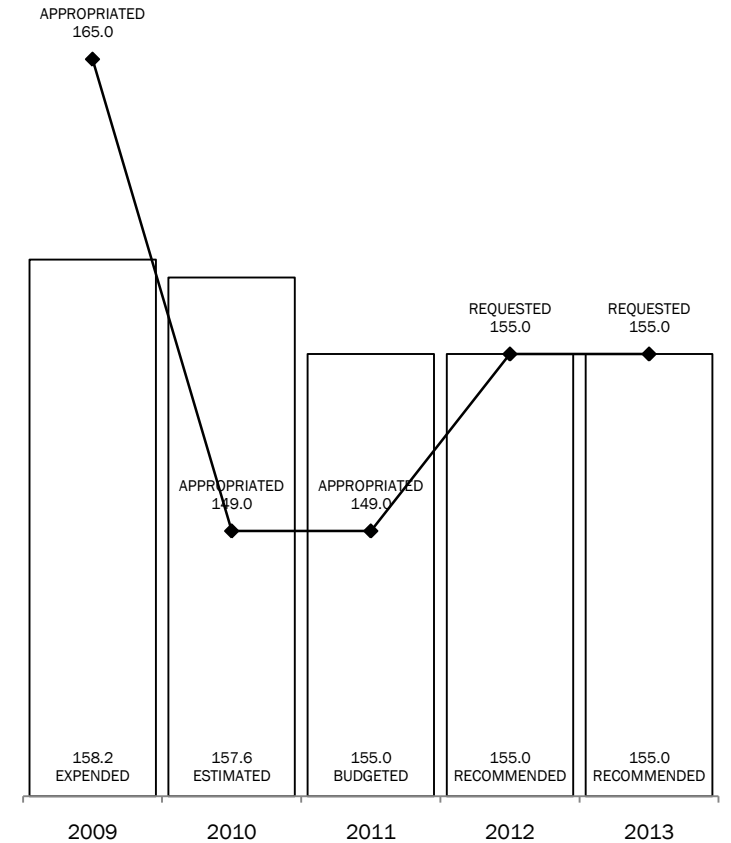 APPROPRIATED
165.0
REQUESTED
155.0
REQUESTED
155.0
APPROPRIATED
149.0
APPROPRIATED
149.0
158.2
EXPENDED
157.6
ESTIMATED
155.0
BUDGETED
155.0
RECOMMENDED
155.0
RECOMMENDED
2009
2010
2011
2012
2013